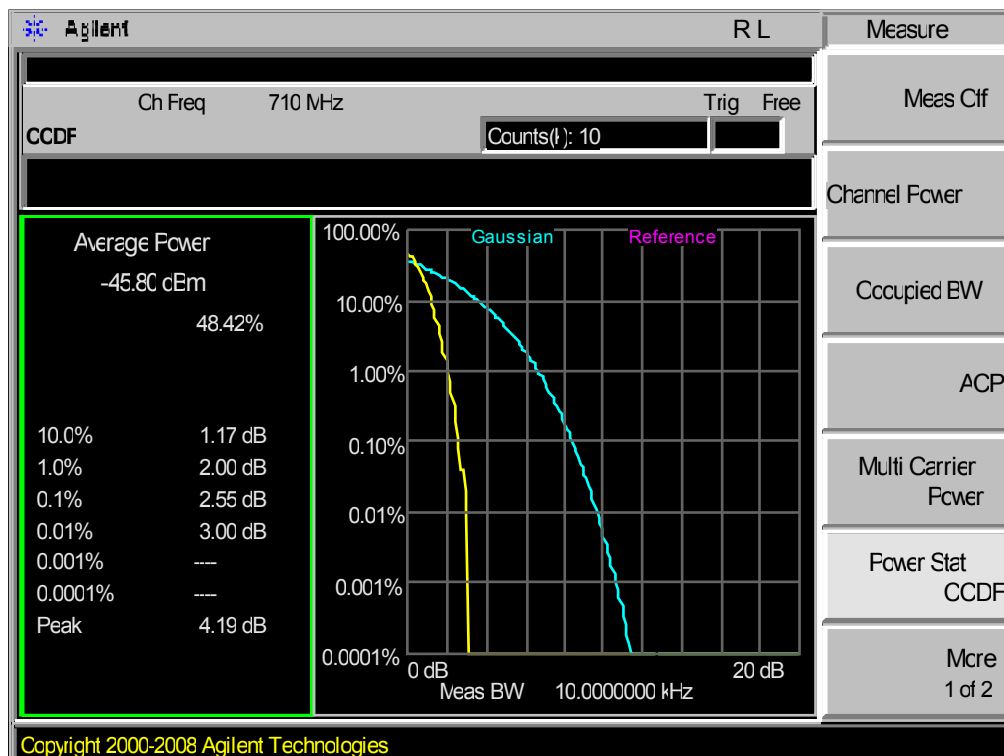 Agilent R L Measure
Ch Freq 710 MHz Trig Free
CCDF Counts(k): 10
Meas Off
Channel Power
Occupied BW
ACP
Multi Carrier
Power
Power Stat
CCDF
More
1 of 2
Average Power
-45.80 dBm
48.42%
10.0% 1.17 dB
1.0% 2.00 dB
0.1% 2.55 dB
0.01% 3.00 dB
0.001% ----
0.0001% ----
Peak 4.19 dB
Gaussian Reference
100.00%
10.00%
1.00%
0.10%
0.01%
0.001%
0.0001%
0 dB 20 dB
Meas BW 10.0000000 kHz
Copyright 2000-2008 Agilent Technologies